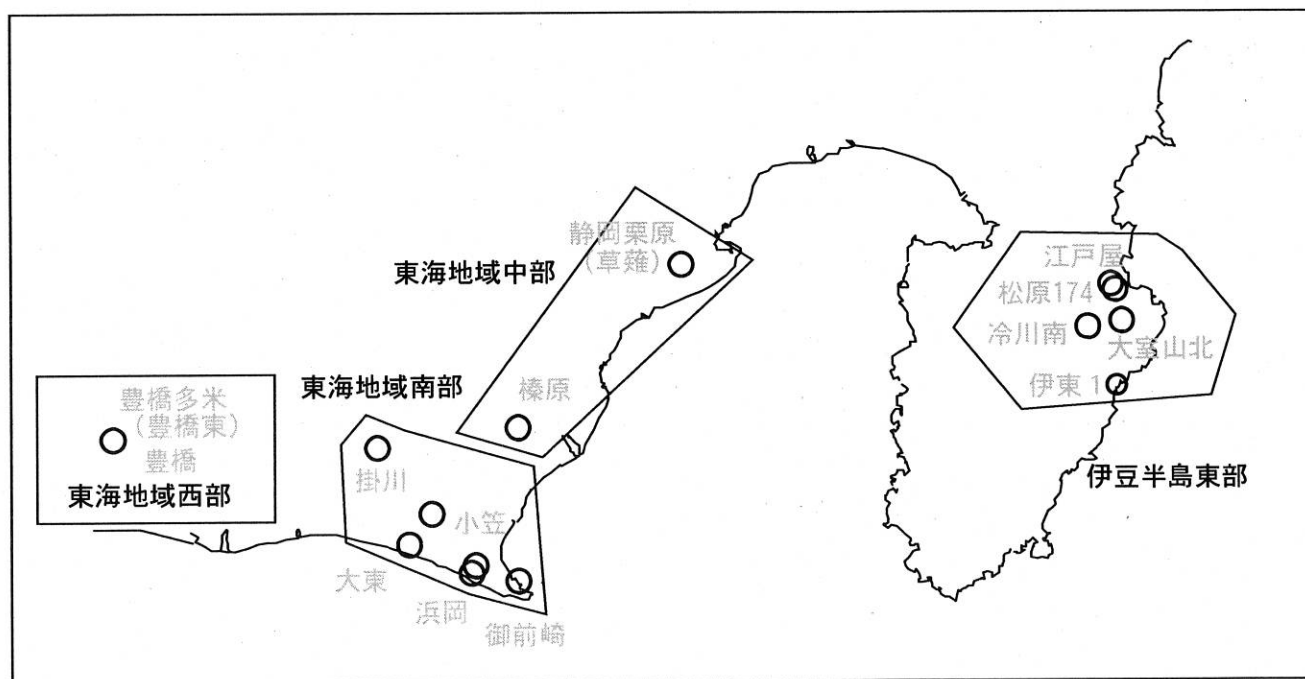 静岡栗原
（草薙）
東海地域中部
江戸屋
松原174
冷川南
大室山北
伊東1
伊豆半島東部
榛原
東海地域南部
豊橋多米
（豊橋東）
豊橋
東海地域西部
掛川
小笠
大東
浜岡
御前崎